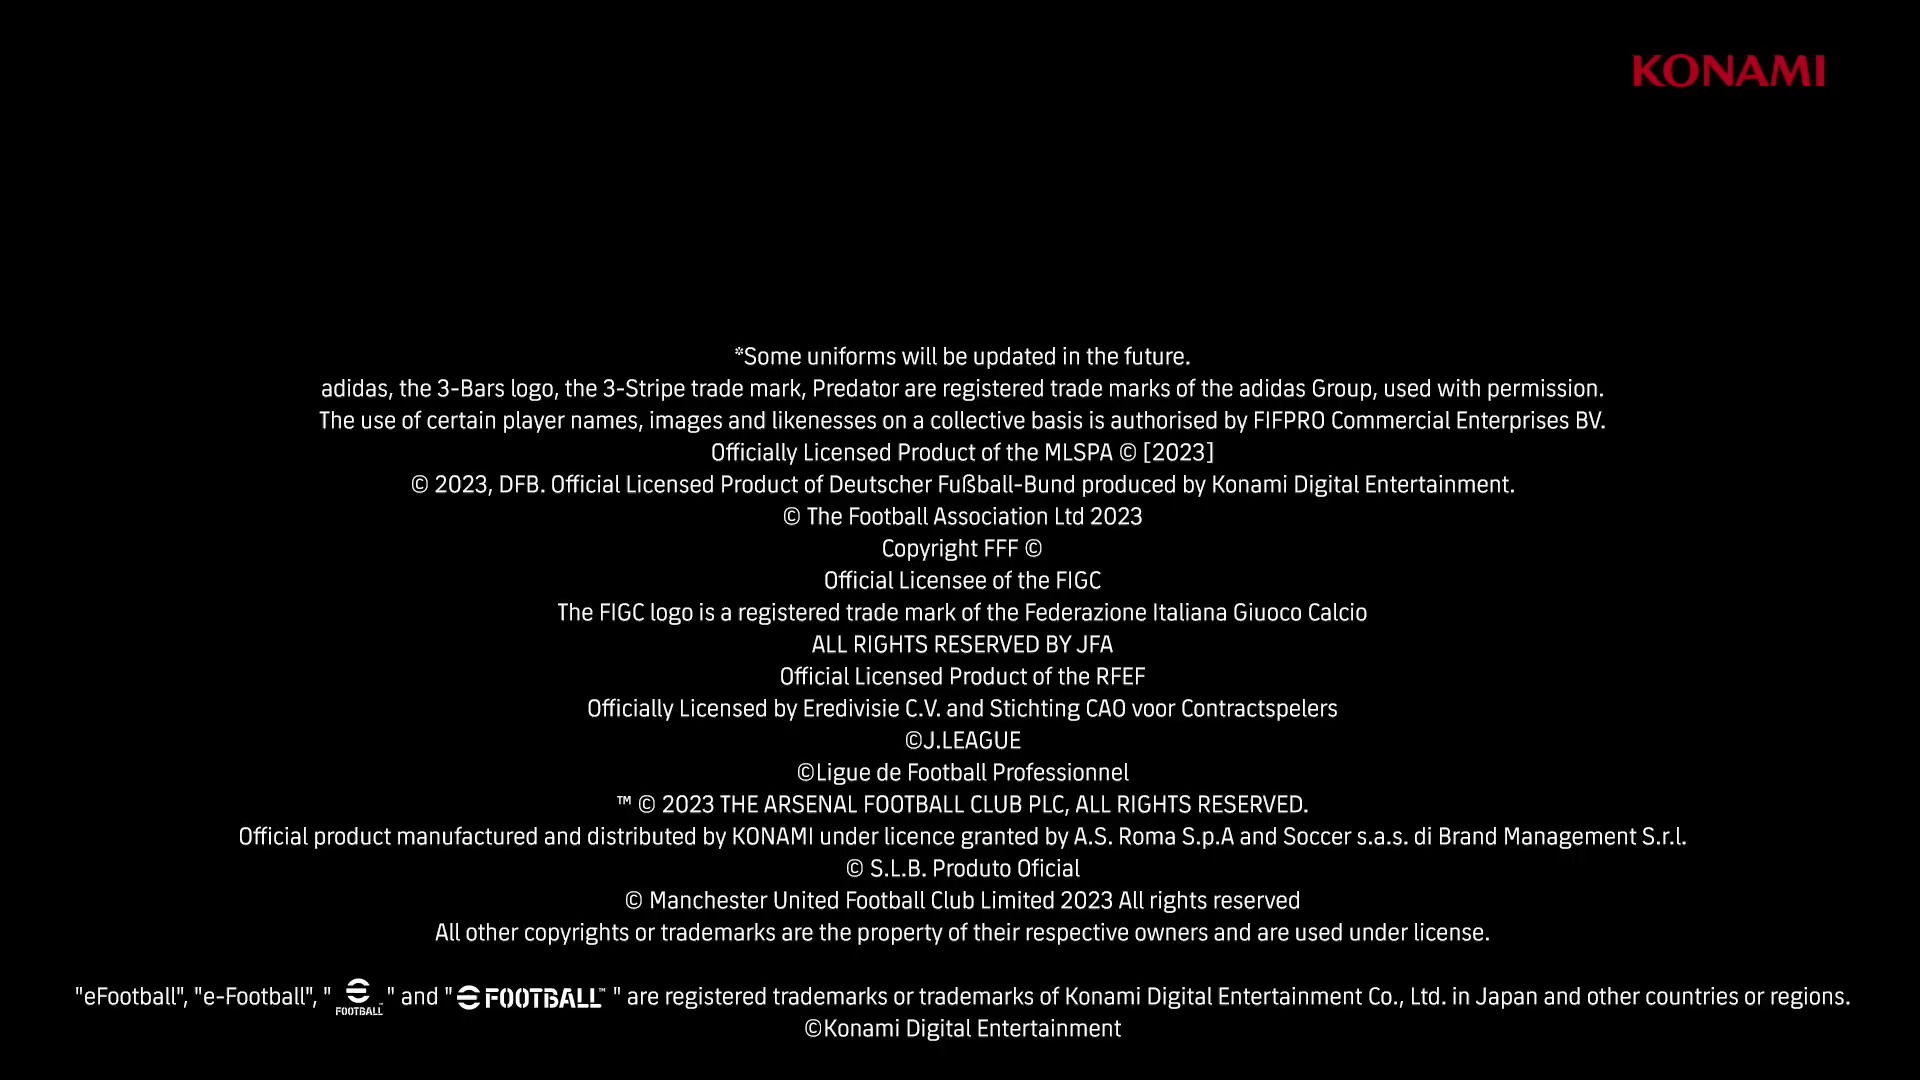 KONAMI
*Some uniforms will be updated in the future.
adidas, the 3-Bars logo, the 3-Stripe trade mark, Predator are registered trade marks of the adidas Group, used with permission.
The use of certain player names, images and likenesses on a collective basis is authorised by FIFPRO Commercial Enterprises BV.
Officially Licensed Product of the MLSPA © [2023]
© 2023, DFB. Official Licensed Product of Deutscher Fußball-Bund produced by Konami Digital Entertainment.
© The Football Association Ltd 2023
Copyright FFF ©
Official Licensee of the FIGC
The FIGC logo is a registered trade mark of the Federazione Italiana Giuoco Calcio
ALL RIGHTS RESERVED BY JFA
Official Licensed Product of the RFEF
Officially Licensed by Eredivisie C.V. and Stichting CAO voor Contractspelers
©J.LEAGUE
©Ligue de Football Professionnel
™ © 2023 THE ARSENAL FOOTBALL CLUB PLC, ALL RIGHTS RESERVED.
Official product manufactured and distributed by KONAMI under licence granted by A.S. Roma S.p.A and Soccer s.a.s. di Brand Management S.r.l.
© S.L.B. Produto Oficial
© Manchester United Football Club Limited 2023 All rights reserved
All other copyrights or trademarks are the property of their respective owners and are used under license.
"eFootball", "e-Football", "e FOOTBALL™" and "e FOOTBALL™" are registered trademarks or trademarks of Konami Digital Entertainment Co., Ltd. in Japan and other countries or regions.
©Konami Digital Entertainment